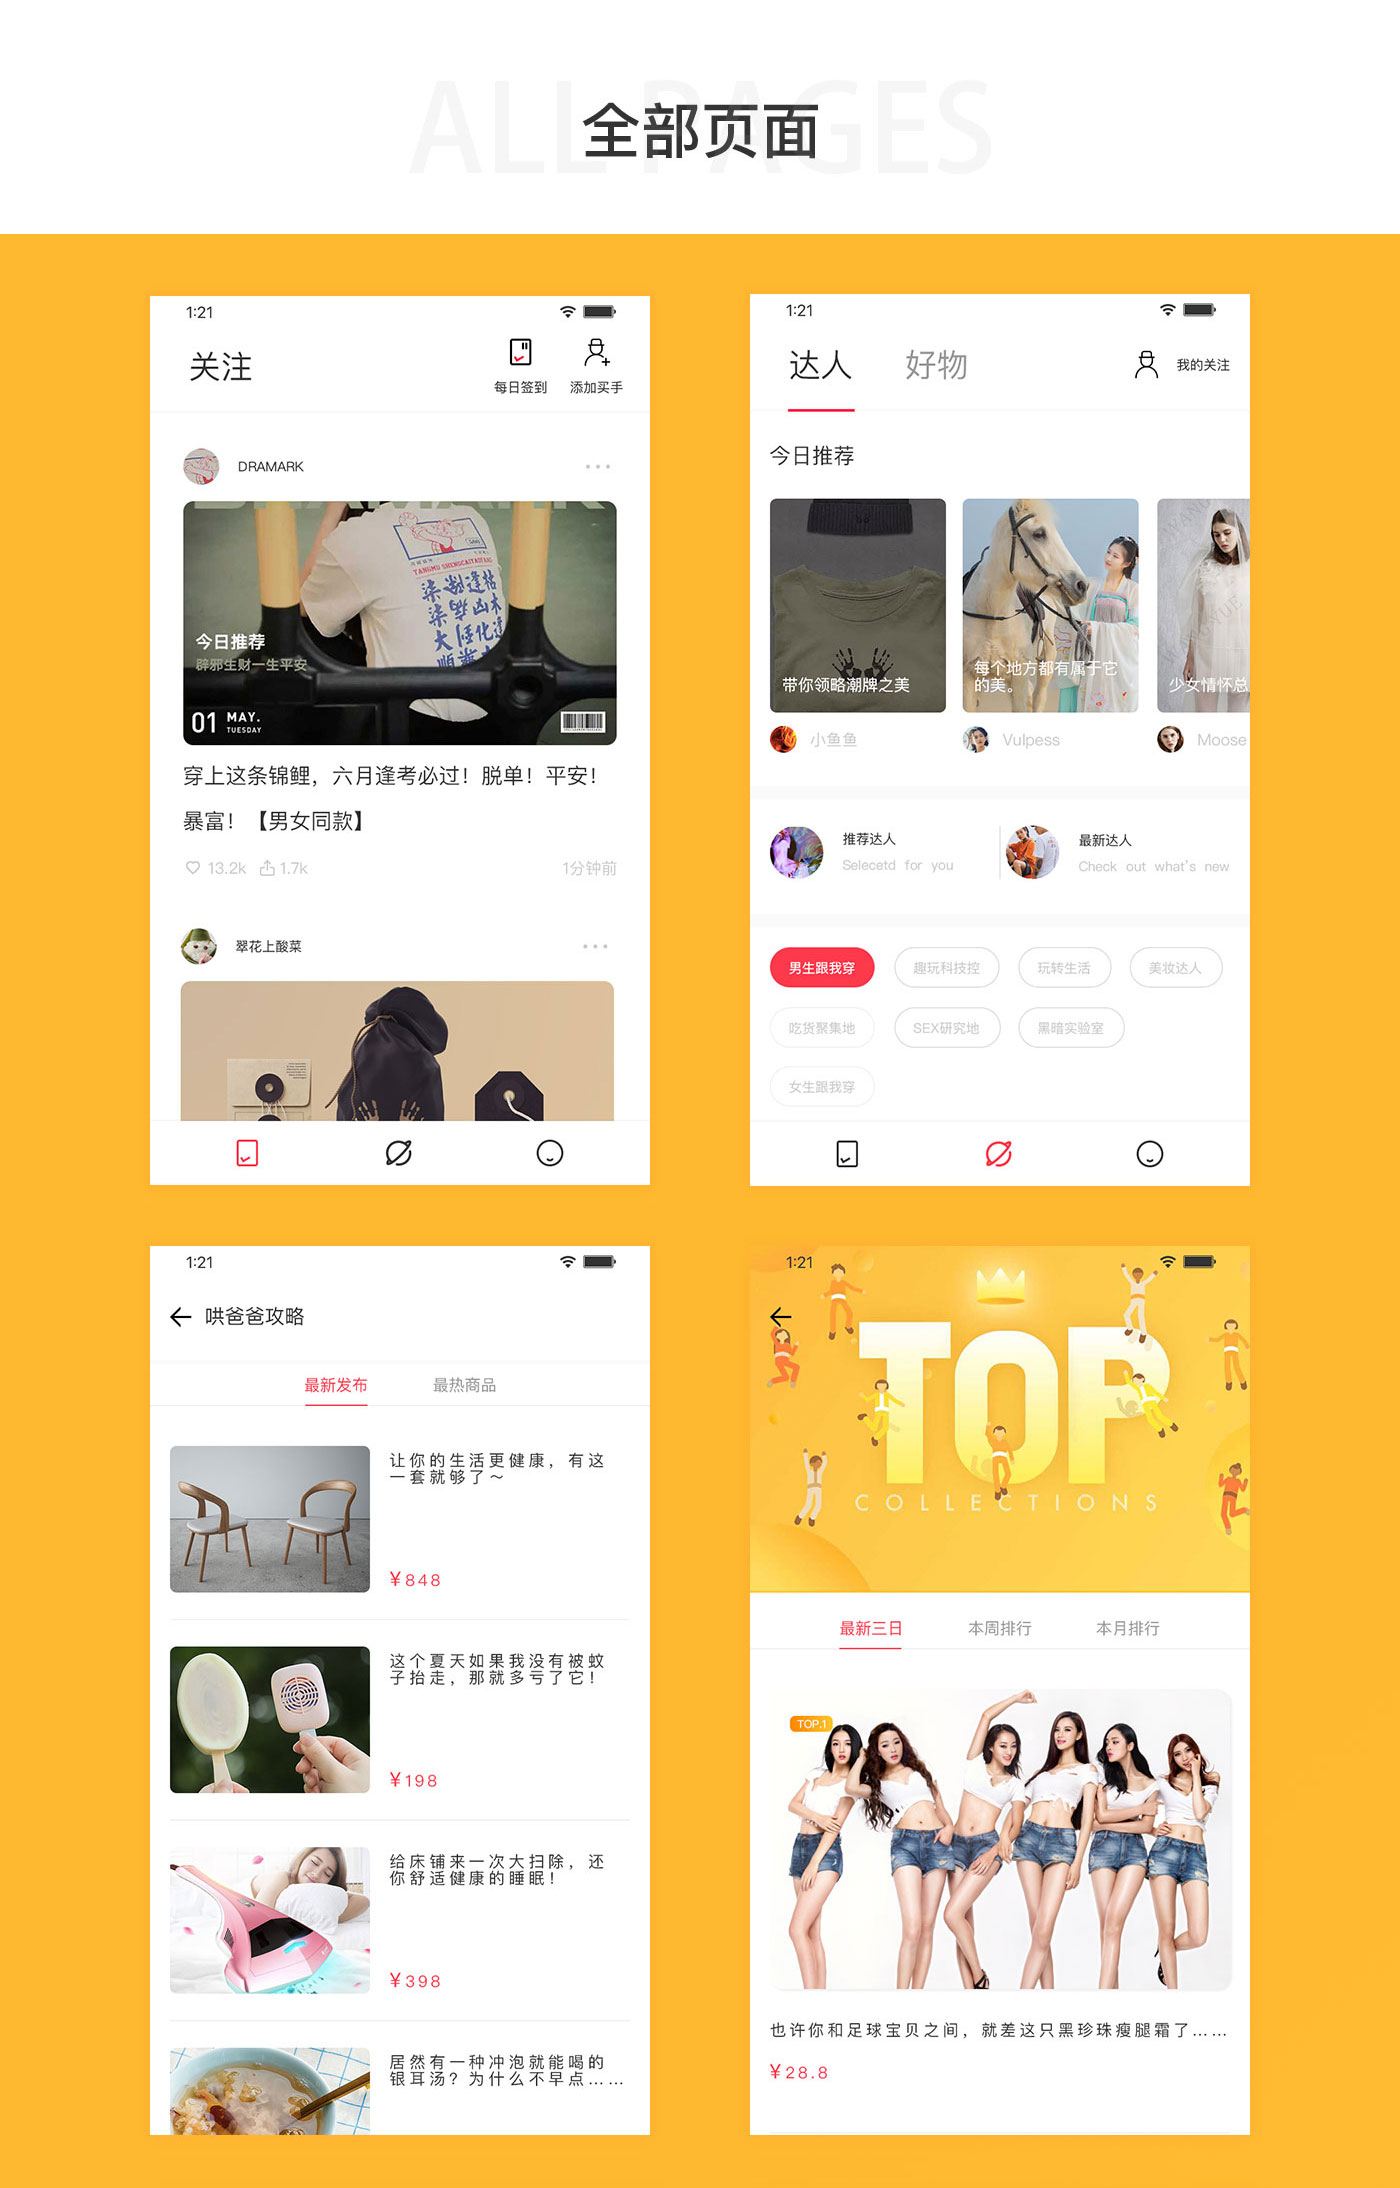 ALL PAGES
全部页面
1:21
关注
每日签到
添加买手
DRAMARK
今日推荐
辟邪生财一生平安
01 MAY.
TUESDAY
穿上这条锦鲤，六月逢考必过！脱单！平安！
暴富！【男女同款】
13.2k 1.7k
1分钟前
翠花上酸菜
1:21
达人 好物
我的关注
今日推荐
带你领略潮牌之美
每个地方都有属于它
的美。
少女情怀总
小鱼鱼
Vulpess
Moose
推荐达人
Selecetd for you
最新达人
Check out what's new
男生跟我穿 趣玩科技控 玩转生活 美妆达人
吃货聚集地 SEX研究地 黑暗实验室
女生跟我穿
1:21
哄爸爸攻略
最新发布 最热商品
让你的生活更健康，有这
一套就够了～
¥848
这个夏天如果我没有被蚊
子抬走，那就多亏了它！
¥198
给床铺来一次大扫除，还
你舒适健康的睡眠！
¥398
居然有一种冲泡就能喝的
银耳汤？为什么不早点……
1:21
TOP
COLLECTIONS
最新三日 本周排行 本月排行
TOP.1
也许你和足球宝贝之间，就差这只黑珍珠瘦腿霜了……
¥28.8